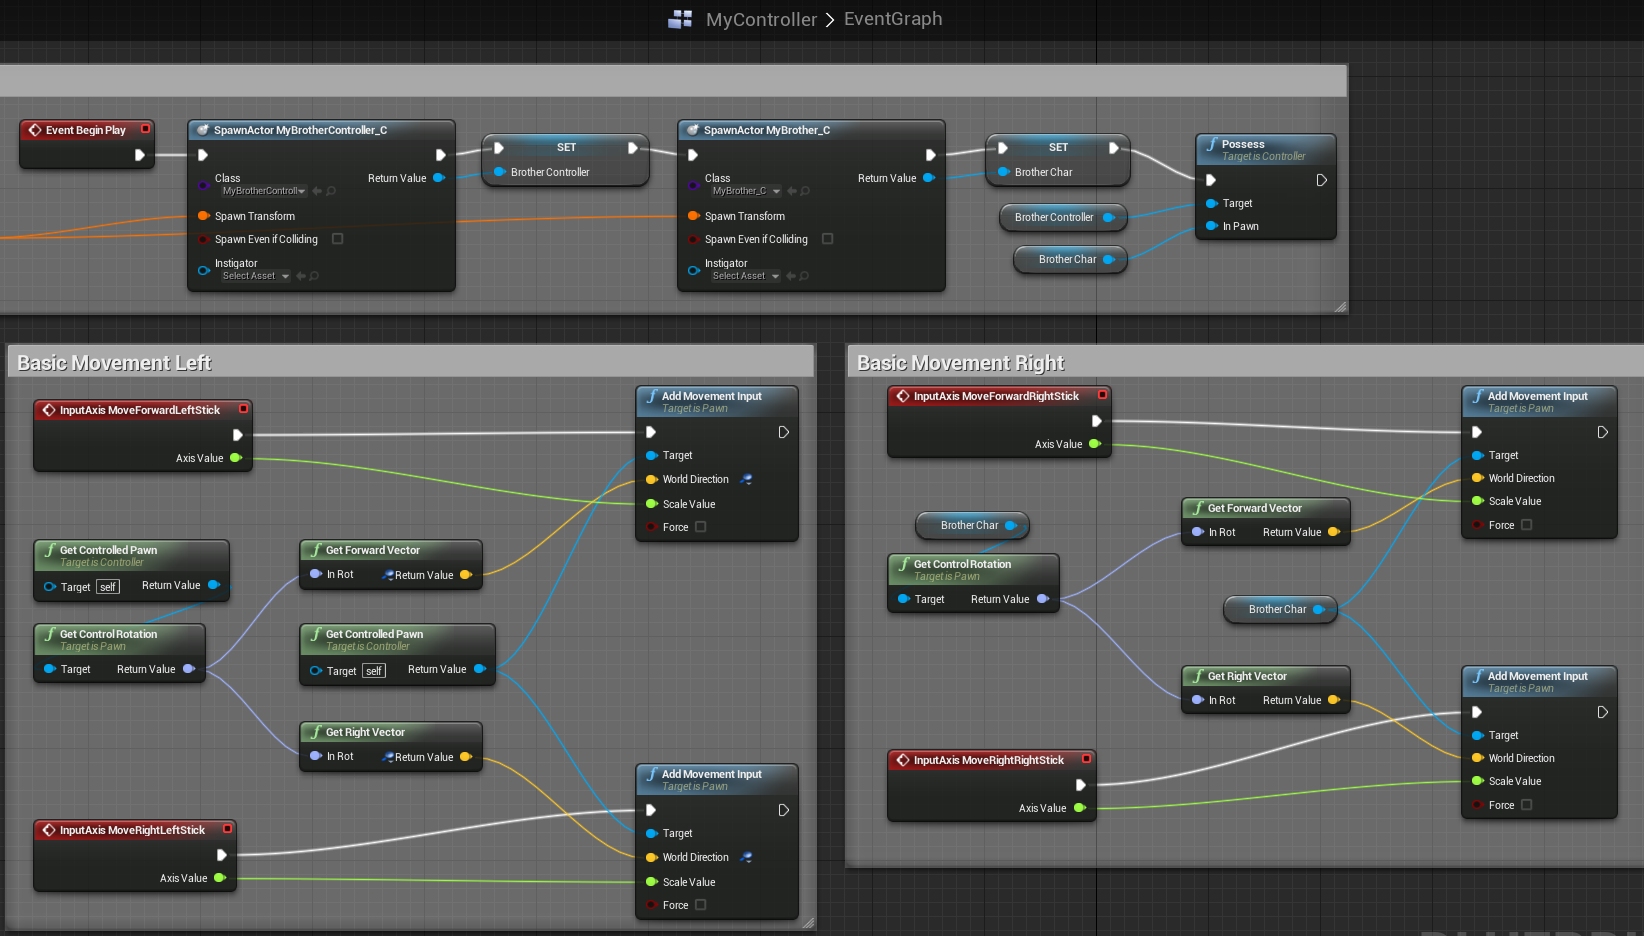 MyController > EventGraph
Event Begin Play
SpawnActor MyBrotherController_C
Class
MyBrotherControll
Return Value
Spawn Transform
Spawn Even if Colliding
Instigator
Select Asset
SET
Brother Controller
SpawnActor MyBrother_C
Class
MyBrother_C
Return Value
Spawn Transform
Spawn Even if Colliding
Instigator
Select Asset
SET
Brother Char
Brother Controller
Brother Char
Possess
Target is Controller
Target
In Pawn
Basic Movement Left
InputAxis MoveForwardLeftStick
Axis Value
Add Movement Input
Target is Pawn
Target
World Direction
Scale Value
Force
Get Controlled Pawn
Target is Controller
Target self Return Value
Get Control Rotation
Target is Pawn
Target Return Value
Get Forward Vector
In Rot Return Value
Get Controlled Pawn
Target is Controller
Target self Return Value
Get Right Vector
In Rot Return Value
InputAxis MoveRightLeftStick
Axis Value
Add Movement Input
Target is Pawn
Target
World Direction
Scale Value
Force
Basic Movement Right
InputAxis MoveForwardRightStick
Axis Value
Add Movement Input
Target is Pawn
Target
World Direction
Scale Value
Force
Brother Char
Get Control Rotation
Target is Pawn
Target Return Value
Get Forward Vector
In Rot Return Value
Brother Char
Get Right Vector
In Rot Return Value
InputAxis MoveRightRightStick
Axis Value
Add Movement Input
Target is Pawn
Target
World Direction
Scale Value
Force